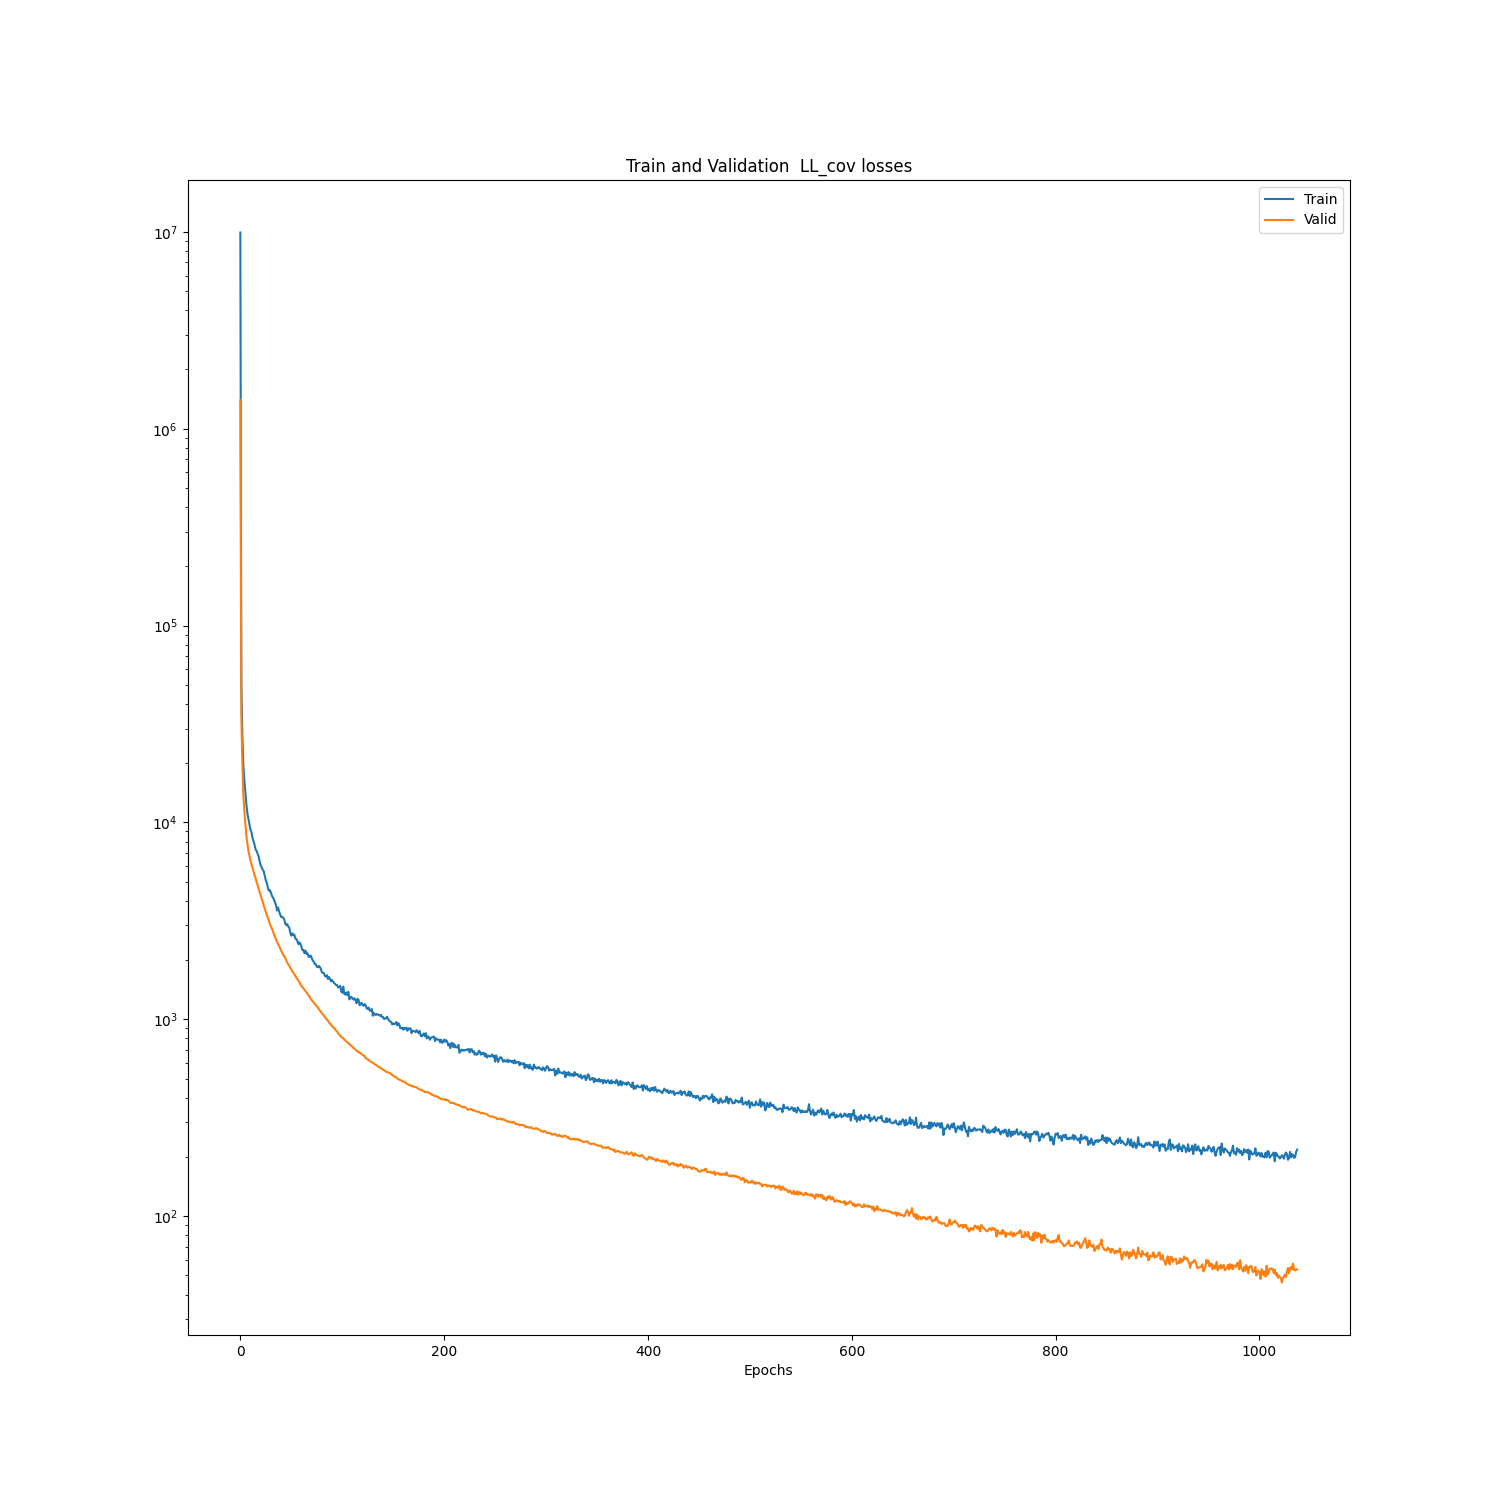 Train and Validation  LL_cov losses
Train
Valid
10⁷
10⁶
10⁵
10⁴
10³
10²
0 200 400 600 800 1000
Epochs